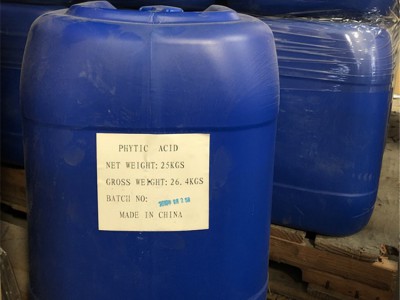 PHYTIC ACID
NET WEIGHT:25KGS
GROSS WEIGHT:26.4KGS
BATCH NO:
MADE IN CHINA